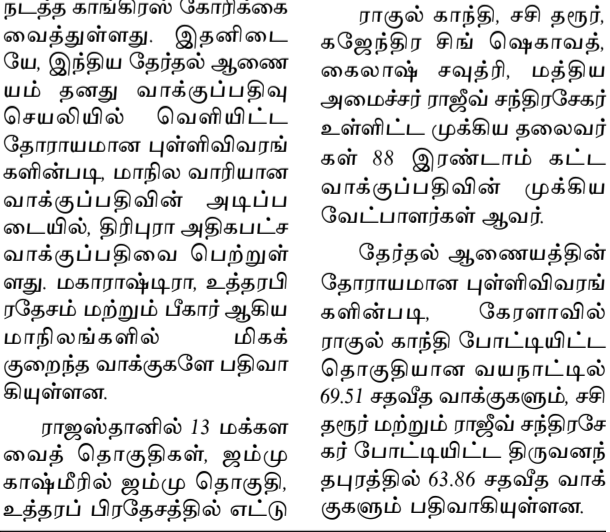 நடத்த காங்கிரஸ் கோரிக்கை
வைத்துள்ளது. இதனிடை
யே, இந்திய தேர்தல் ஆணை
யம் தனது வாக்குப்பதிவு
செயலியில் வெளியிட்ட
தோராயமான புள்ளிவிவரங்
களின்படி, மாநில வாரியான
வாக்குப்பதிவின் அடிப்ப
டையில், திரிபுரா அதிகபட்ச
வாக்குப்பதிவை பெற்றுள்
ளது. மகாராஷ்டிரா, உத்தரபி
ரதேசம் மற்றும் பீகார் ஆகிய
மாநிலங்களில் மிகக்
குறைந்த வாக்குகளே பதிவா
கியுள்ளன.
ராஜஸ்தானில் 13 மக்கள
வைத் தொகுதிகள், ஜம்மு
காஷ்மீரில் ஜம்மு தொகுதி,
உத்தரப் பிரதேசத்தில் எட்டு
ராகுல் காந்தி, சசி தரூர்,
கஜேந்திர சிங் ஷெகாவத்,
கைலாஷ் சவுத்ரி, மத்திய
அமைச்சர் ராஜீவ் சந்திரசேகர்
உள்ளிட்ட முக்கிய தலைவர்
கள் 88 இரண்டாம் கட்ட
வாக்குப்பதிவின் முக்கிய
வேட்பாளர்கள் ஆவர்.
தேர்தல் ஆணையத்தின்
தோராயமான புள்ளிவிவரங்
களின்படி, கேரளாவில்
ராகுல் காந்தி போட்டியிட்ட
தொகுதியான வயநாட்டில்
69.51 சதவீத வாக்குகளும், சசி
தரூர் மற்றும் ராஜீவ் சந்திரசே
கர் போட்டியிட்ட திருவனந்
தபுரத்தில் 63.86 சதவீத வாக்
குகளும் பதிவாகியுள்ளன.